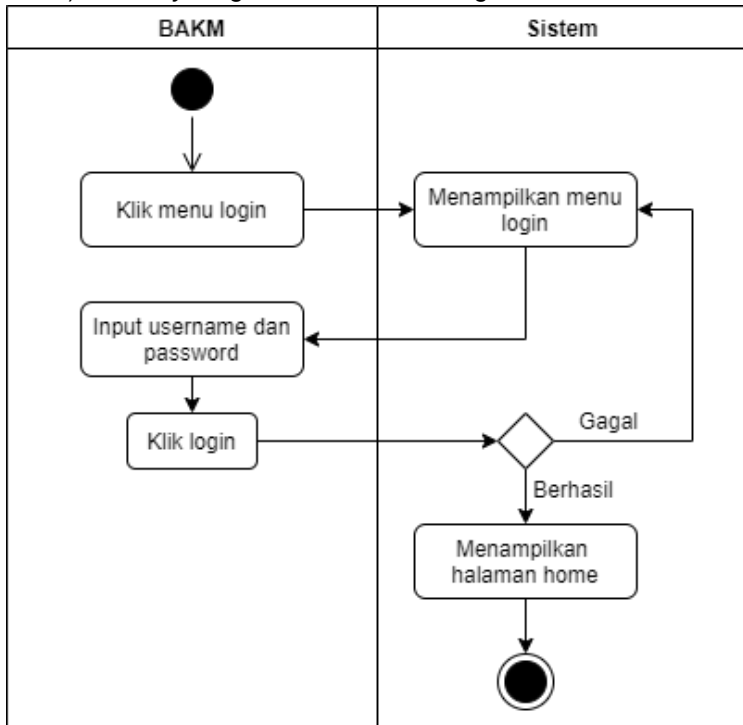 BAKM
Sistem
Klik menu login
Menampilkan menu
login
Input username dan
password
Klik login
Gagal
Berhasil
Menampilkan
halaman home